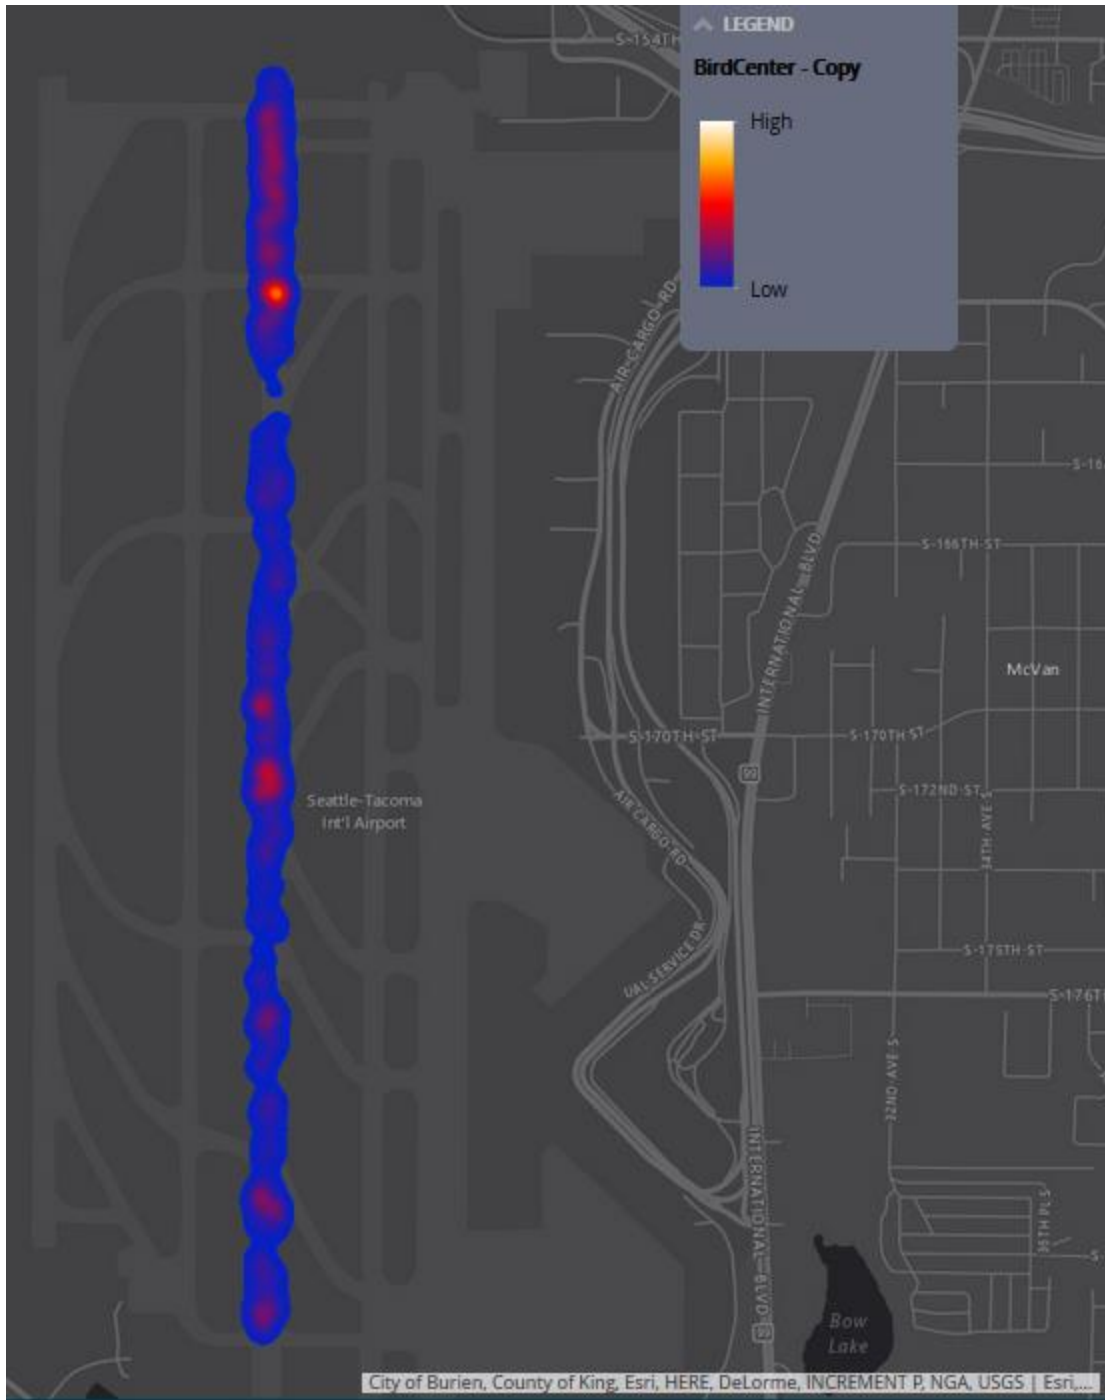 LEGEND
BirdCenter - Copy
High
Low
S-154TH
AIR-CARGO-RD
S-16
S-166TH-ST
INTERNATIONAL-BLVD
McVan
S-170TH-ST
S-170TH ST
S-172ND-ST
34TH-AVE-S
Seattle-Tacoma
Int'l Airport
AIR CARGO-RD
S-175TH-ST
UAL-SERVICE DR
S-176T
32ND-AVE-S
INTERNATIONAL-BLVD-S
36TH PL S
S-
Bow
Lake
City of Burien, County of King, Esri, HERE, DeLorme, INCREMENT P, NGA, USGS | Esri,...